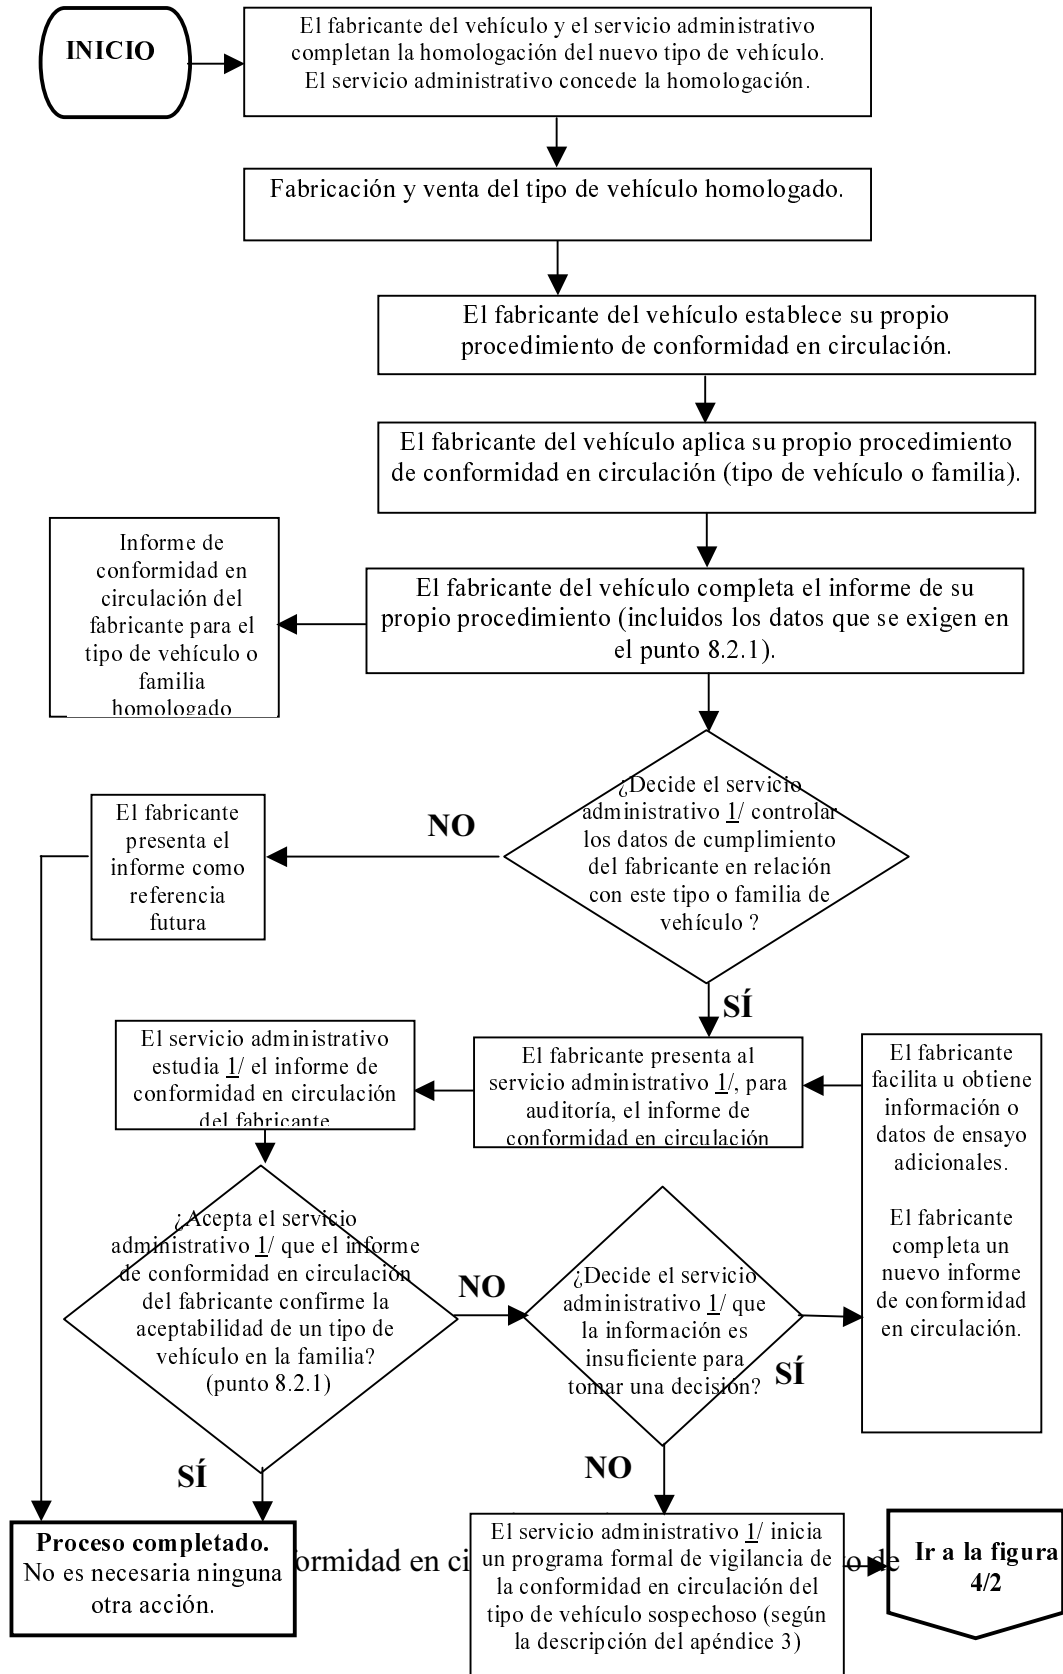 INICIO
El fabricante del vehículo y el servicio administrativo
completan la homologación del nuevo tipo de vehículo.
El servicio administrativo concede la homologación.
Fabricación y venta del tipo de vehículo homologado.
El fabricante del vehículo establece su propio
procedimiento de conformidad en circulación.
El fabricante del vehículo aplica su propio procedimiento
de conformidad en circulación (tipo de vehículo o familia).
Informe de
conformidad en
circulación del
fabricante para el
tipo de vehículo o
familia
homologado
El fabricante del vehículo completa el informe de su
propio procedimiento (incluidos los datos que se exigen en
el punto 8.2.1).
¿Decide el servicio
administrativo 1/ controlar
los datos de cumplimiento
del fabricante en relación
con este tipo o familia de
vehículo ?
NO
El fabricante
presenta el
informe como
referencia
futura
SÍ
El servicio administrativo
estudia 1/ el informe de
conformidad en circulación
del fabricante
El fabricante presenta al
servicio administrativo 1/, para
auditoría, el informe de
conformidad en circulación
El fabricante
facilita u obtiene
información o
datos de ensayo
adicionales.
El fabricante
completa un
nuevo informe
de conformidad
en circulación.
¿Acepta el servicio
administrativo 1/ que el informe
de conformidad en circulación
del fabricante confirme la
aceptabilidad de un tipo de
vehículo en la familia?
(punto 8.2.1)
NO
¿Decide el servicio
administrativo 1/ que
la información es
insuficiente para
tomar una decisión?
SÍ
SÍ
NO
Proceso completado.
No es necesaria ninguna
otra acción.
formidad en ci
El servicio administrativo 1/ inicia
un programa formal de vigilancia de
la conformidad en circulación del
tipo de vehículo sospechoso (según
la descripción del apéndice 3)
o de
Ir a la figura
4/2